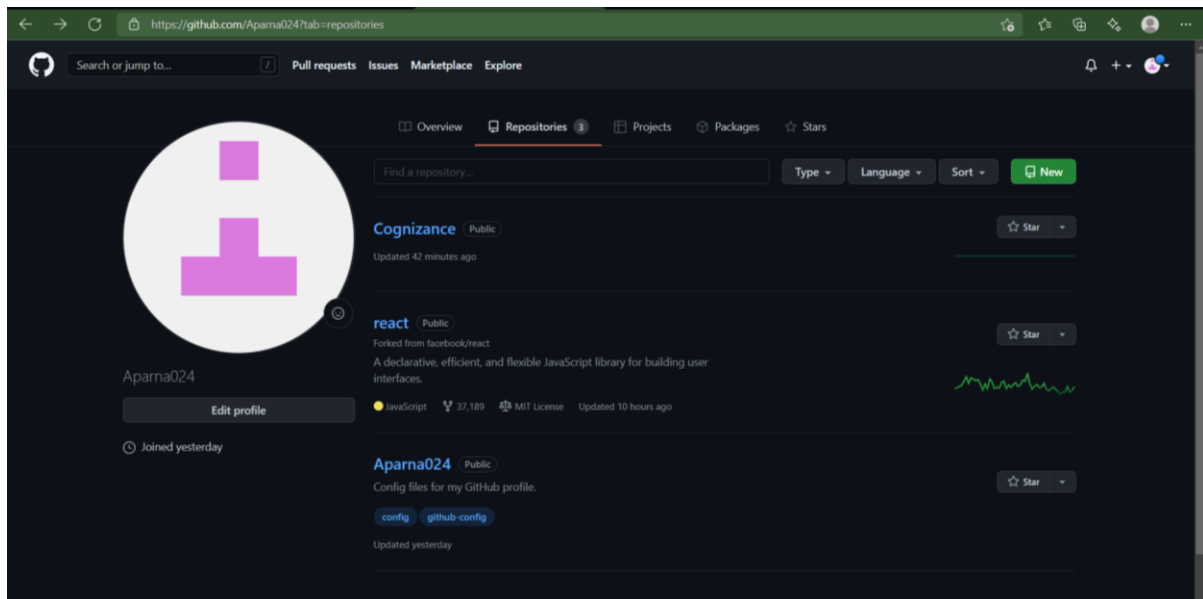 https://github.com/Aparna024?tab=repositories
Search or jump to... / Pull requests Issues Marketplace Explore
Overview Repositories 3 Projects Packages Stars
Find a repository... Type Language Sort New
Cognizance Public Star
Updated 42 minutes ago
react Public Star
Forked from facebook/react
A declarative, efficient, and flexible JavaScript library for building user
interfaces.
JavaScript 37,189 MIT License Updated 10 hours ago
Aparna024
Edit profile
Joined yesterday
Aparna024 Public Star
Config files for my GitHub profile.
config github-config
Updated yesterday